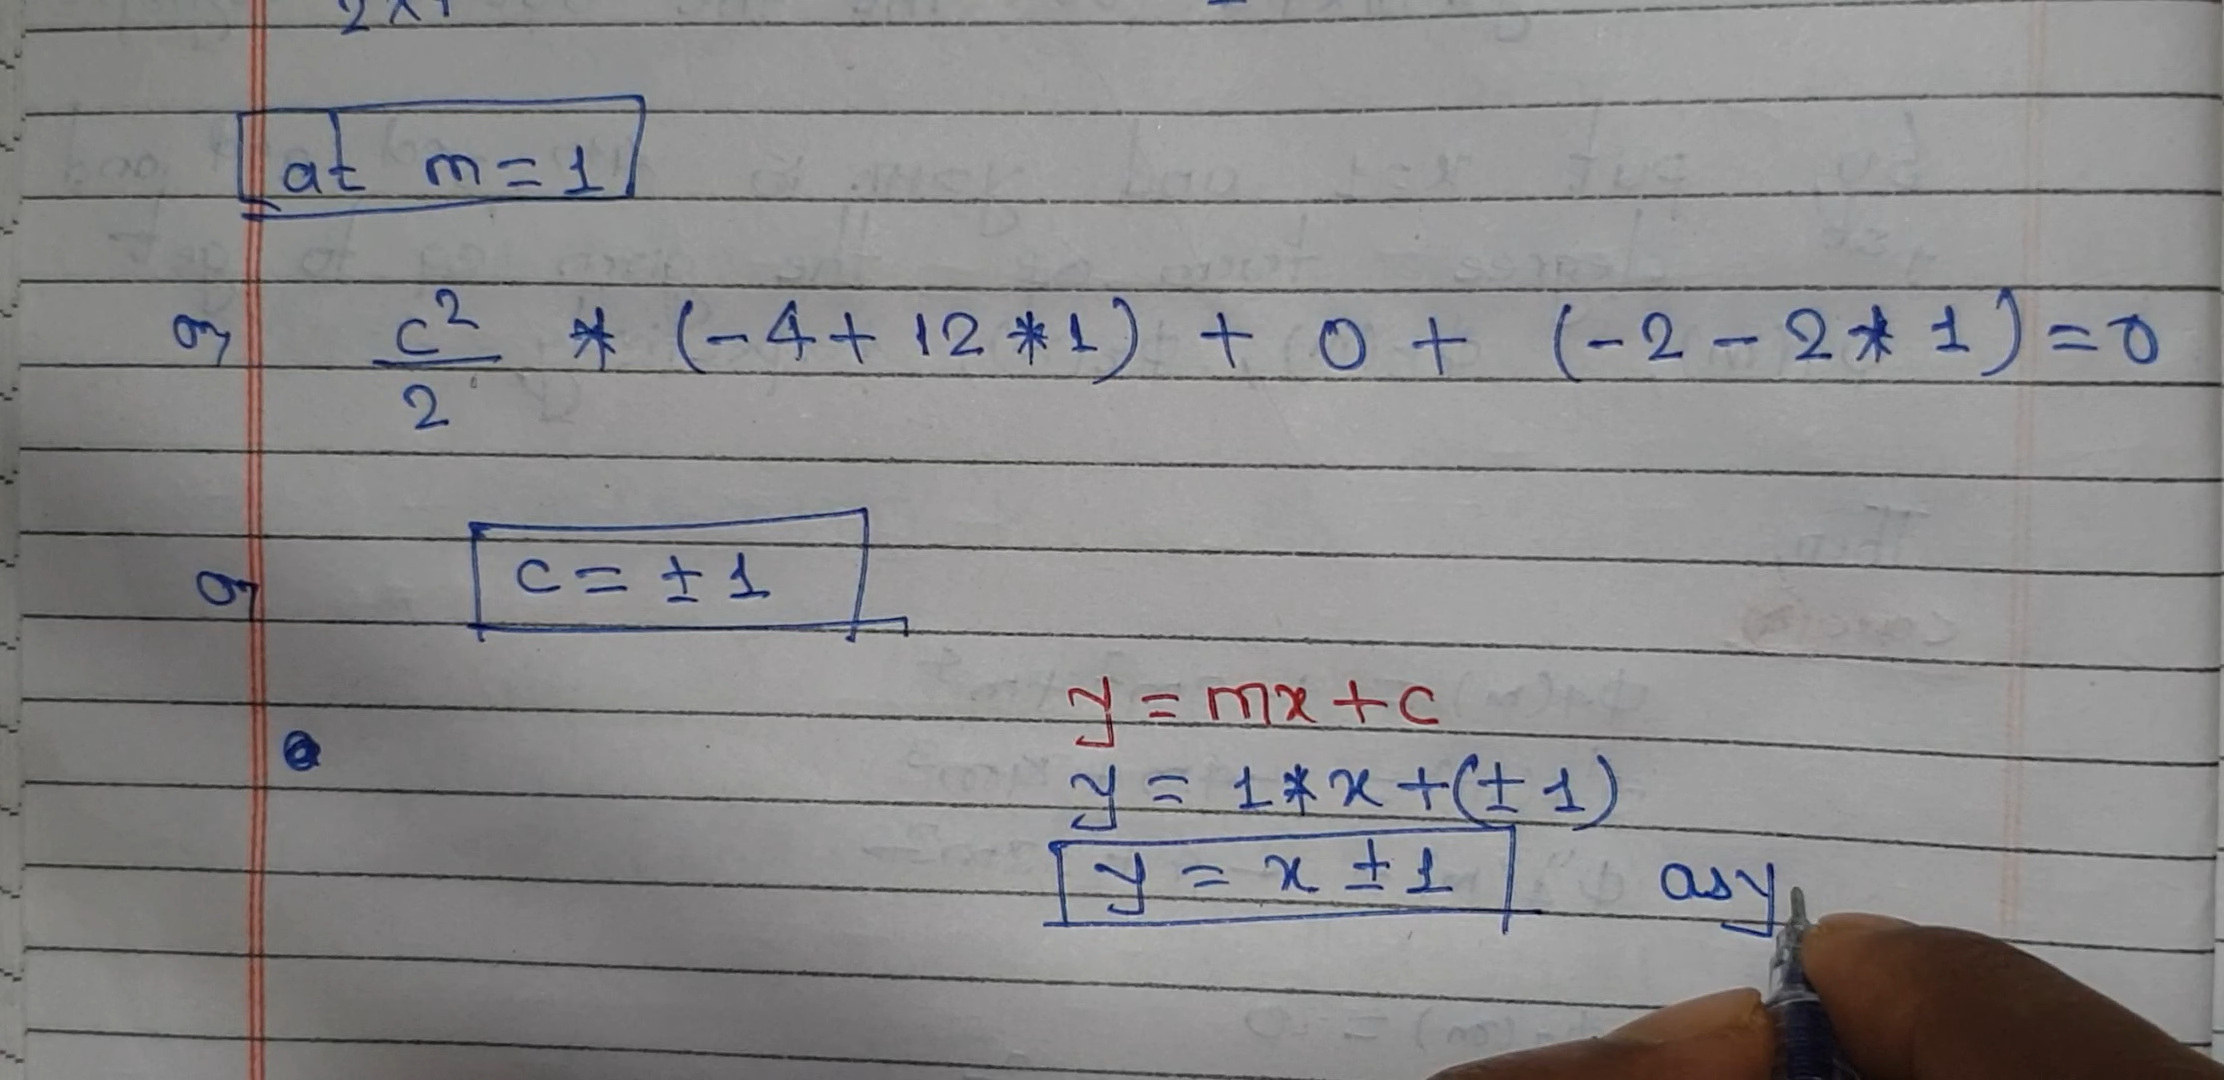 at m = 1
or c²/2 * (-4 + 12 * 1) + 0 + (-2 - 2 * 1) = 0
or c = ± 1
y = mx + c
y = 1 * x + (± 1)
y = x ± 1 asy